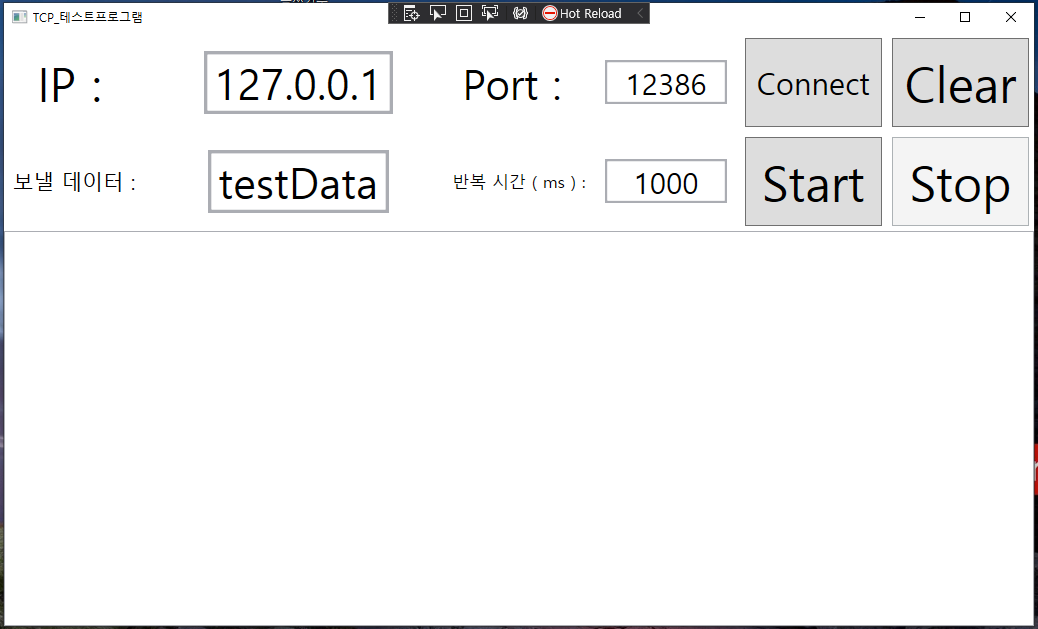 TCP_테스트프로그램
Hot Reload
IP : 127.0.0.1 Port : 12386 Connect Clear
보낼 데이터 : testData 반복 시간 ( ms ) : 1000 Start Stop